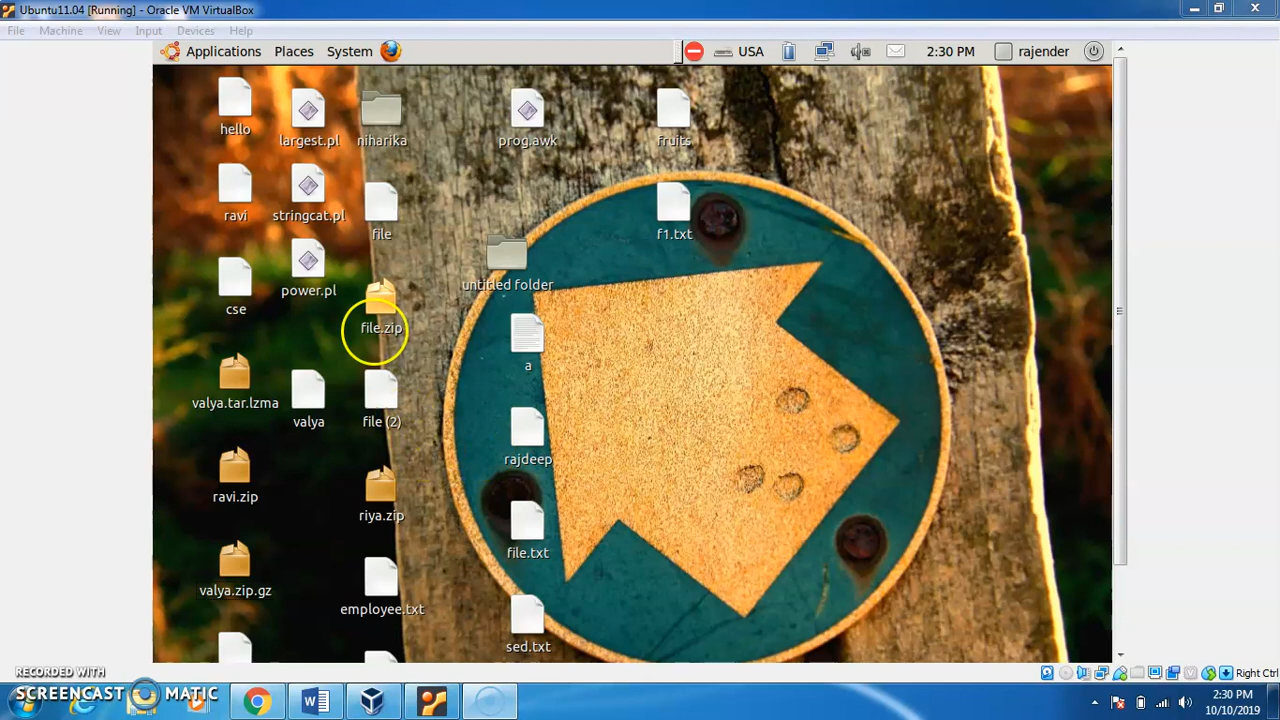 Ubuntu11.04 [Running] - Oracle VM VirtualBox
File Machine View Input Devices Help
Applications Places System USA 2:30 PM rajender
hello
largest.pl
niharika
prog.awk
fruits
ravi
stringcat.pl
file
f1.txt
cse
power.pl
file.zip
untitled folder
a
valya.tar.lzma
valya
file (2)
rajdeep
ravi.zip
riya.zip
file.txt
valya.zip.gz
employee.txt
sed.txt
RECORDED WITH
SCREENCAST MATIC
Right Ctrl
2:30 PM
10/10/2019